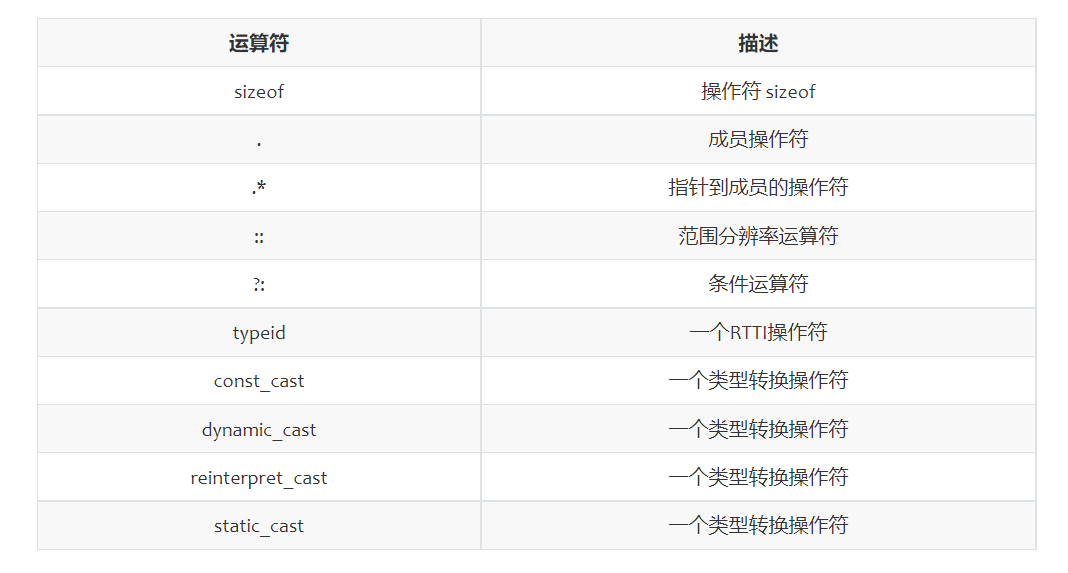 运算符 描述
sizeof 操作符 sizeof
. 成员操作符
.* 指针到成员的操作符
:: 范围分辨率运算符
?: 条件运算符
typeid 一个RTTI操作符
const_cast 一个类型转换操作符
dynamic_cast 一个类型转换操作符
reinterpret_cast 一个类型转换操作符
static_cast 一个类型转换操作符